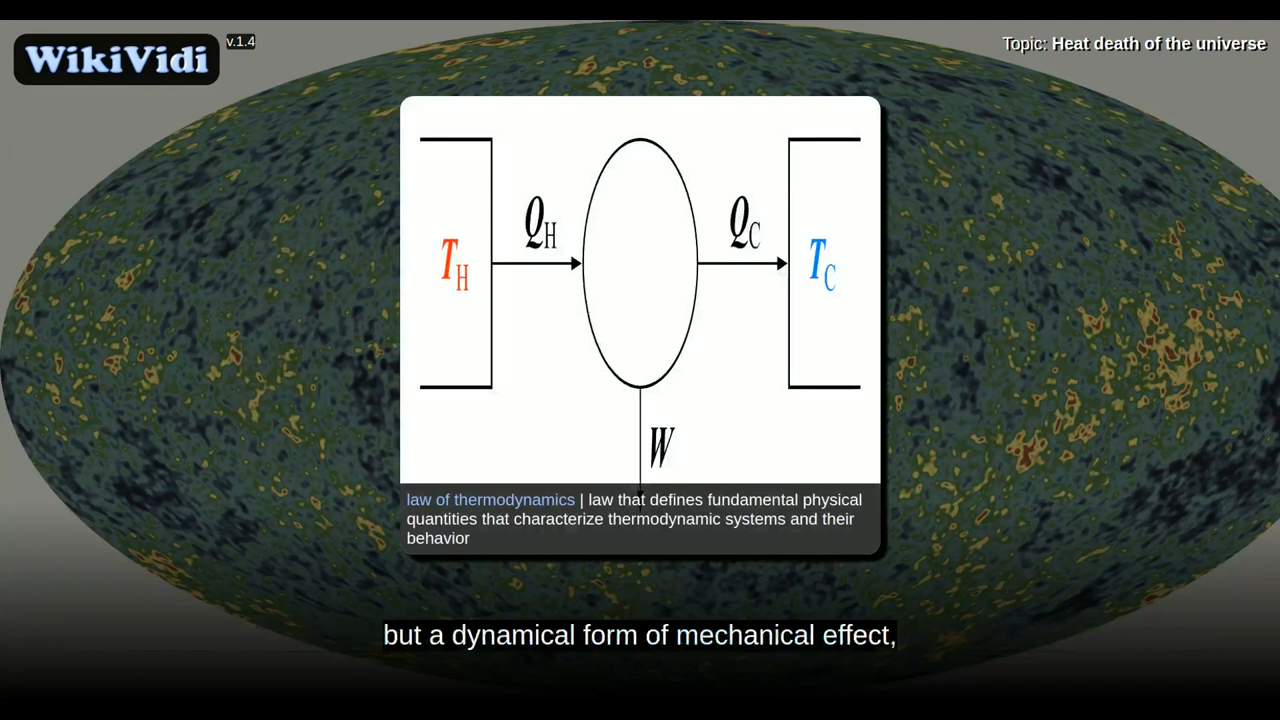 WikiVidi
v.1.4
Topic: Heat death of the universe
Q_H
Q_C
T_H
T_C
W
law of thermodynamics | law that defines fundamental physical
quantities that characterize thermodynamic systems and their
behavior
but a dynamical form of mechanical effect,